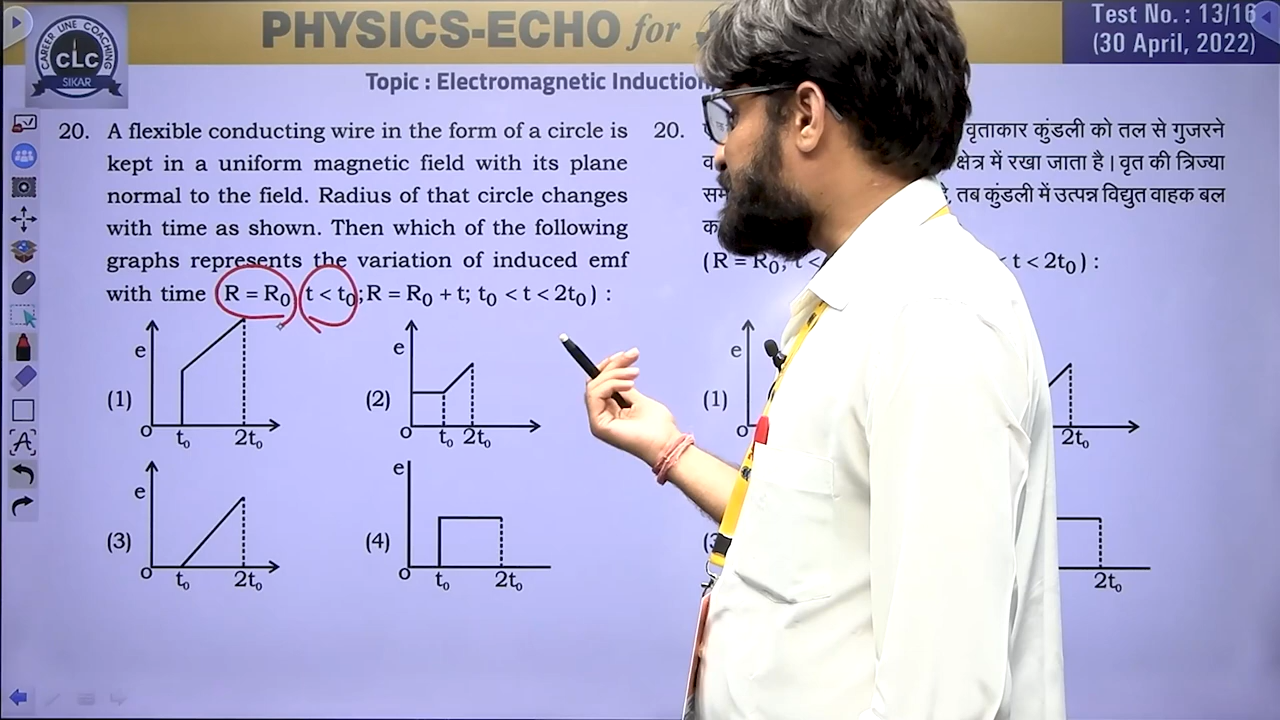 CAREER LINE COACHING
CLC
SIKAR
PHYSICS-ECHO for
Test No. : 13/16
(30 April, 2022)
Topic : Electromagnetic Induction,
20. A flexible conducting wire in the form of a circle is
kept in a uniform magnetic field with its plane
normal to the field. Radius of that circle changes
with time as shown. Then which of the following
graphs represents the variation of induced emf
with time R = R₀ t < t₀;R = R₀ + t; t₀ < t < 2t₀) :
(1) e o t₀ 2t₀
(2) e o t₀ 2t₀
(3) e o t₀ 2t₀
(4) e o t₀ 2t₀
20.
वृताकार कुंडली को तल से गुजरने
क्षेत्र में रखा जाता है। वृत की त्रिज्या
तब कुंडली में उत्पन्न विद्युत वाहक बल
(R = R₀; t < t < 2t₀) :
(1) e o
2t₀
2t₀
A